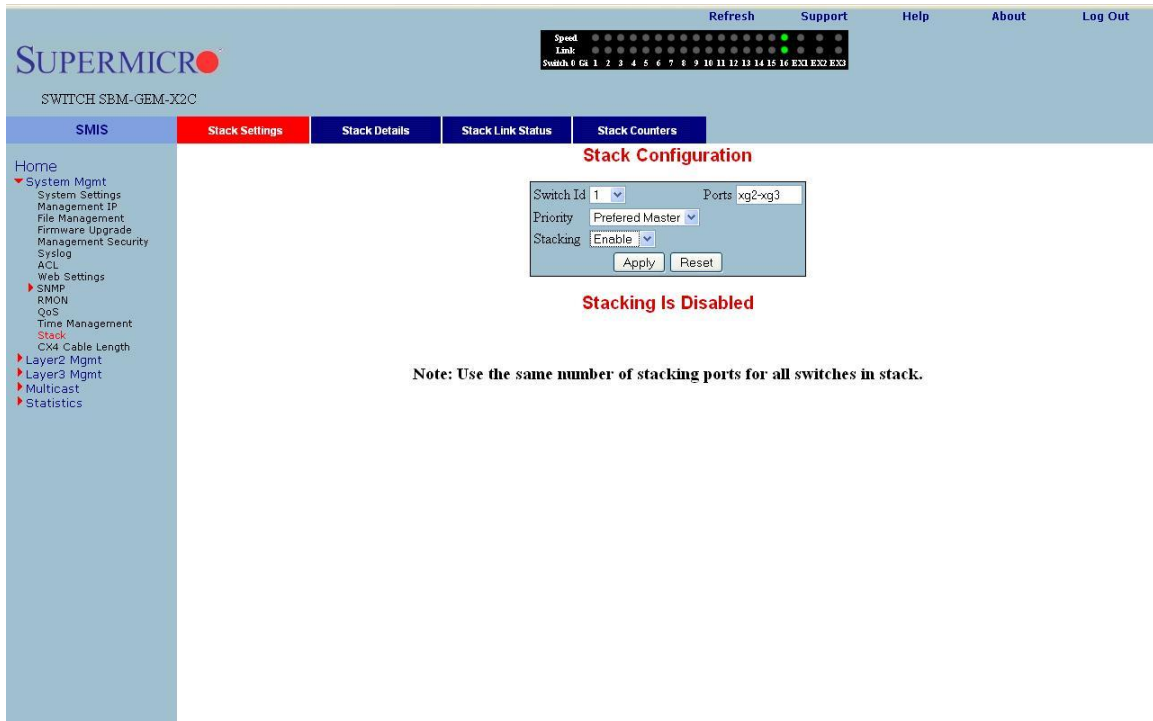 Refresh Support Help About Log Out
SUPERMICRO
Speed
Link
Switch 0 Gi 1 2 3 4 5 6 7 8 9 10 11 12 13 14 15 16 EX1 EX2 EX3
SWITCH SBM-GEM-X2C
SMIS
Stack Settings Stack Details Stack Link Status Stack Counters
Home
System Mgmt
System Settings
Management IP
File Management
Firmware Upgrade
Management Security
Syslog
ACL
Web Settings
SNMP
RMON
QoS
Time Management
Stack
CX4 Cable Length
Layer2 Mgmt
Layer3 Mgmt
Multicast
Statistics
Stack Configuration
Switch Id 1 Ports xg2-xg3
Priority Prefered Master
Stacking Enable
Apply Reset
Stacking Is Disabled
Note: Use the same number of stacking ports for all switches in stack.